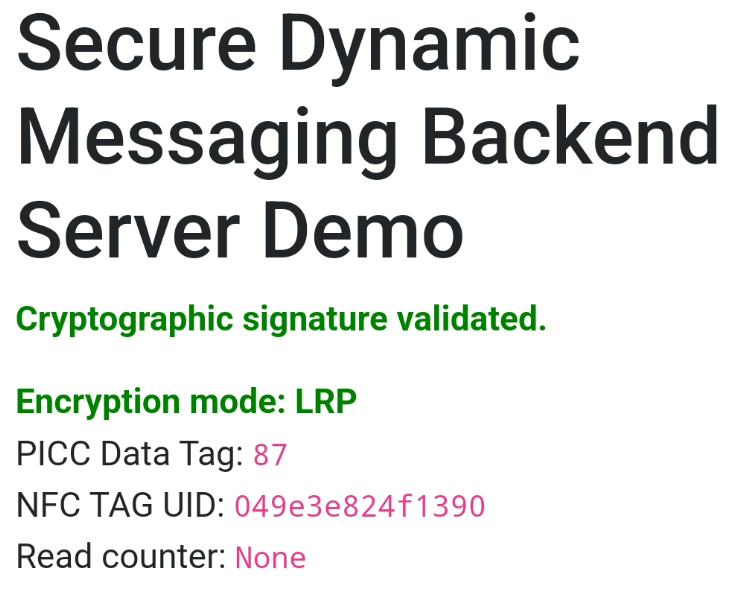 Secure Dynamic
Messaging Backend
Server Demo
Cryptographic signature validated.
Encryption mode: LRP
PICC Data Tag: 87
NFC TAG UID: 049e3e824f1390
Read counter: None